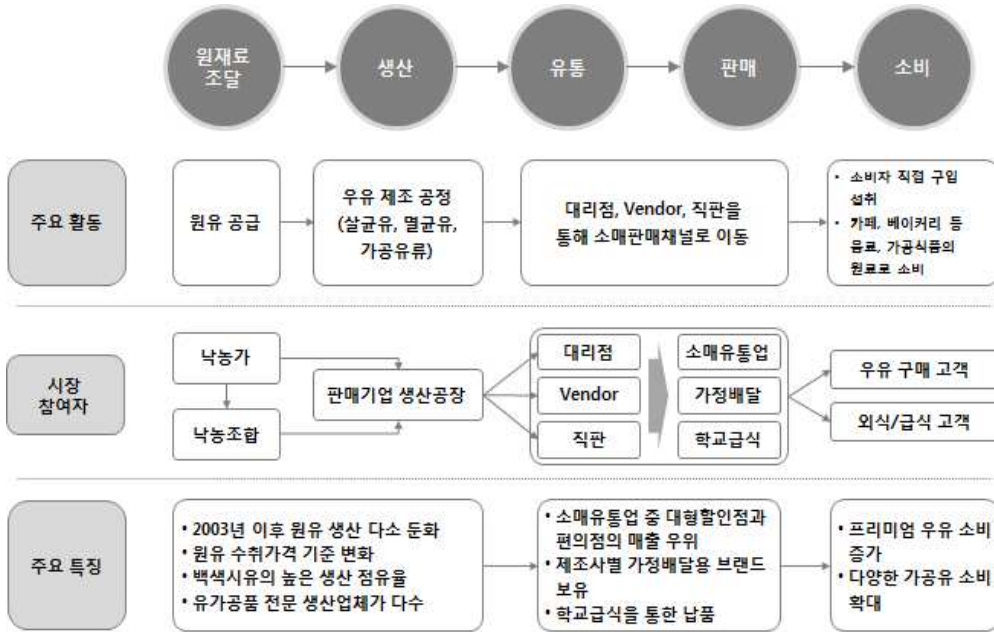 원재료
조달
생산
유통
판매
소비
주요 활동
원유 공급
우유 제조 공정
(살균유, 멸균유,
가공유류)
대리점, Vendor, 직판을
통해 소매판매채널로 이동
• 소비자 직접 구입
섭취
• 카페, 베이커리 등
음료, 가공식품의
원료로 소비
시장
참여자
낙농가
낙농조합
판매기업 생산공장
대리점
Vendor
직판
소매유통업
가정배달
학교급식
우유 구매 고객
외식/급식 고객
주요 특징
• 2003년 이후 원유 생산 다소 둔화
• 원유 수취가격 기준 변화
• 백색시유의 높은 생산 점유율
• 유가공품 전문 생산업체가 다수
• 소매유통업 중 대형할인점과
편의점의 매출 우위
• 제조사별 가정배달용 브랜드
보유
• 학교급식을 통한 납품
• 프리미엄 우유 소비
증가
• 다양한 가공유 소비
확대